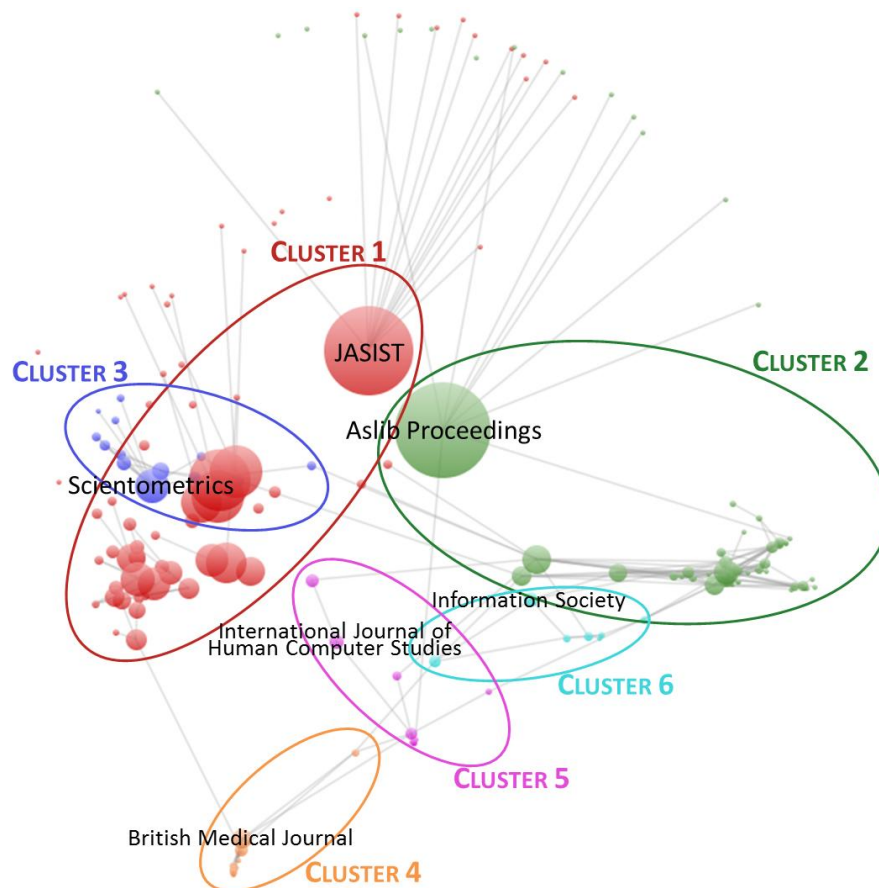 CLUSTER 1
JASIST
CLUSTER 2
CLUSTER 3
Aslib Proceedings
Scientometrics
Information Society
International Journal of
Human Computer Studies
CLUSTER 6
CLUSTER 5
British Medical Journal
CLUSTER 4